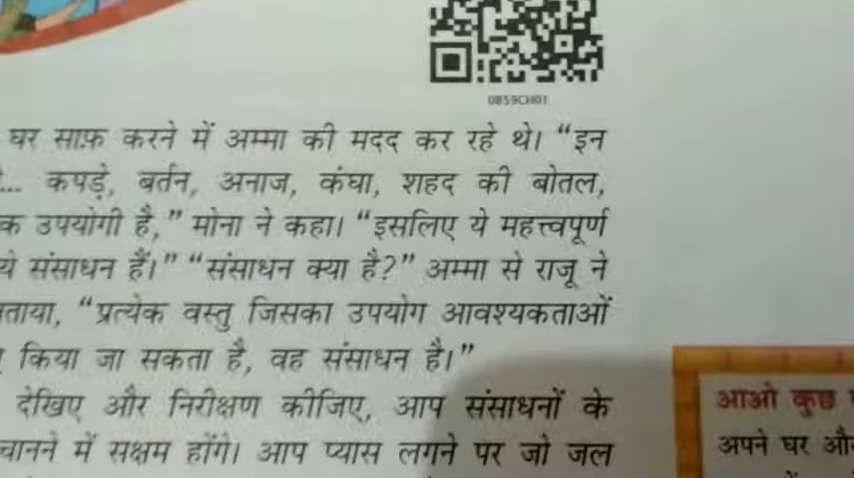 0859CH01
घर साफ़ करने में अम्मा की मदद कर रहे थे। “इन
... कपड़े, बर्तन, अनाज, कंघा, शहद की बोतल,
क उपयोगी है,” मोना ने कहा। “इसलिए ये महत्त्वपूर्ण
ये संसाधन हैं।” “संसाधन क्या है?” अम्मा से राजू ने
ताया, “प्रत्येक वस्तु जिसका उपयोग आवश्यकताओं
किया जा सकता है, वह संसाधन है।”
देखिए और निरीक्षण कीजिए, आप संसाधनों के
चानने में सक्षम होंगे। आप प्यास लगने पर जो जल
आओ कुछ
अपने घर और